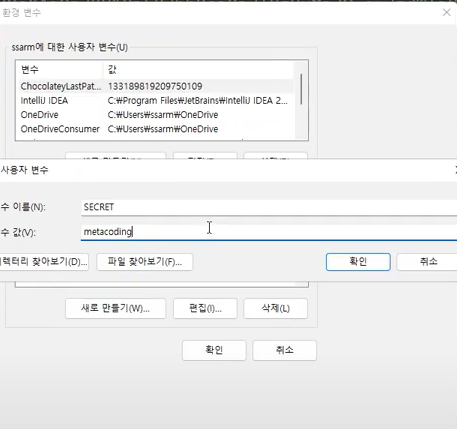 환경 변수
ssarm에 대한 사용자 변수(U)
변수 값
ChocolateyLastPat... 133189819209750109
IntelliJ IDEA C:₩Program Files₩JetBrains₩IntelliJ IDEA 2...
OneDrive C:₩Users₩ssarm₩OneDrive
OneDriveConsumer C:₩Users₩ssarm₩OneDrive
사용자 변수
수 이름(N): SECRET
수 값(V): metacoding
렉터리 찾아보기(D)... 파일 찾아보기(F)... 확인 취소
새로 만들기(W)... 편집(I)... 삭제(L)
확인 취소